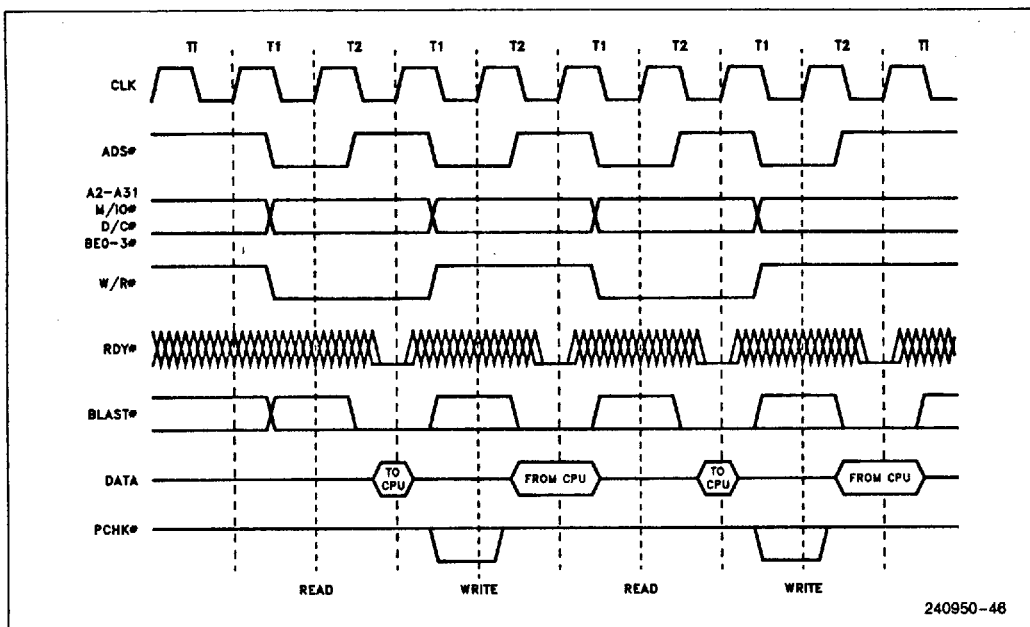 Ti T1 T2 T1 T2 T1 T2 T1 T2 Ti
CLK
ADS#
A2-A31
M/IO#
D/C#
BE0-3#
W/R#
RDY#
BLAST#
DATA
TO CPU
FROM CPU
TO CPU
FROM CPU
PCHK#
READ WRITE READ WRITE
240950-46